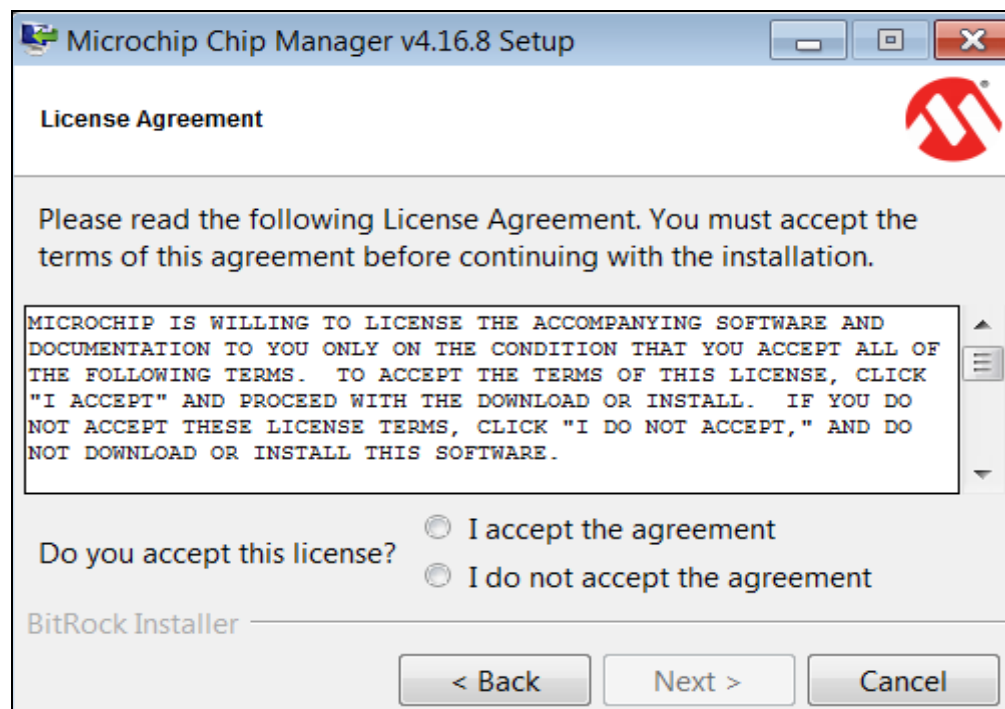 Microchip Chip Manager v4.16.8 Setup
License Agreement
Please read the following License Agreement. You must accept the
terms of this agreement before continuing with the installation.
MICROCHIP IS WILLING TO LICENSE THE ACCOMPANYING SOFTWARE AND
DOCUMENTATION TO YOU ONLY ON THE CONDITION THAT YOU ACCEPT ALL OF
THE FOLLOWING TERMS.  TO ACCEPT THE TERMS OF THIS LICENSE, CLICK
"I ACCEPT" AND PROCEED WITH THE DOWNLOAD OR INSTALL.  IF YOU DO
NOT ACCEPT THESE LICENSE TERMS, CLICK "I DO NOT ACCEPT," AND DO
NOT DOWNLOAD OR INSTALL THIS SOFTWARE.
Do you accept this license?
I accept the agreement
I do not accept the agreement
BitRock Installer
< Back
Next >
Cancel